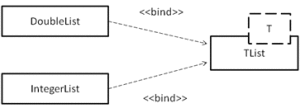 <<bind>>
DoubleList
T
TList
IntegerList
<<bind>>